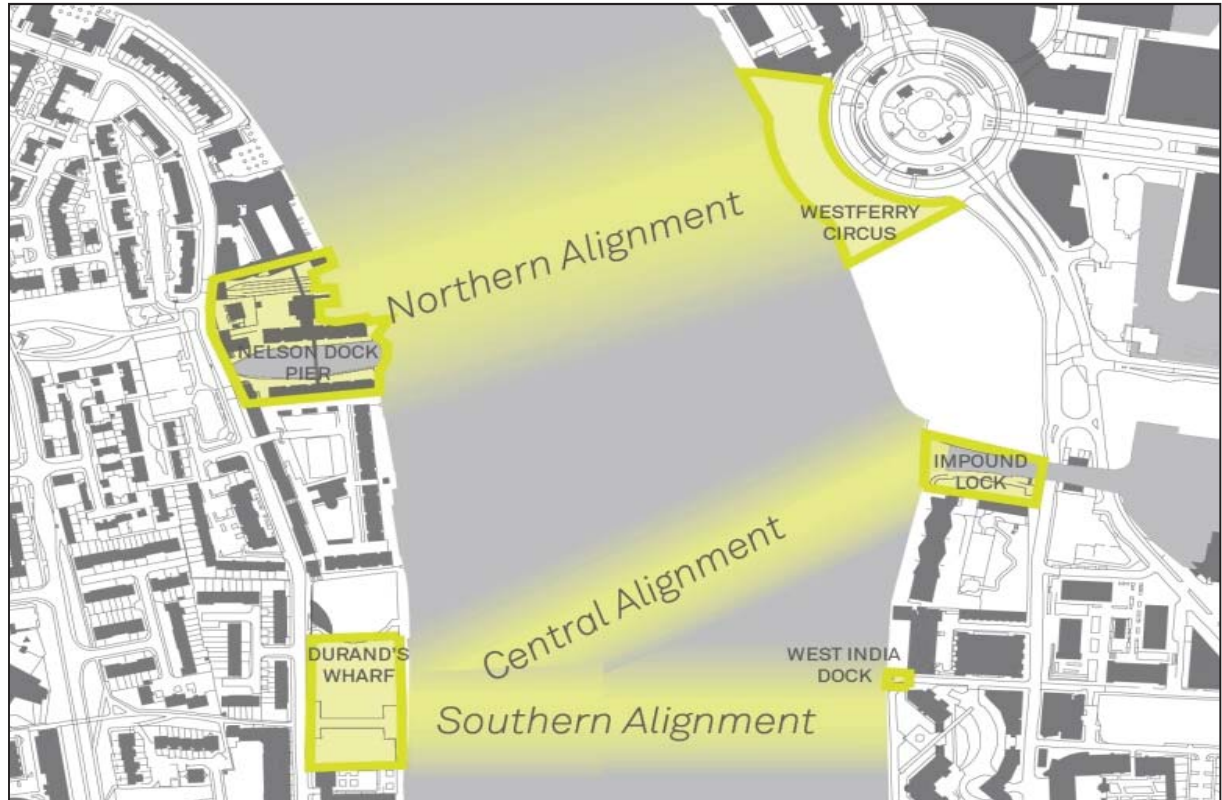 WESTFERRY
CIRCUS
Northern Alignment
NELSON DOCK
PIER
IMPOUND
LOCK
Central Alignment
DURAND'S
WHARF
WEST INDIA
DOCK
Southern Alignment